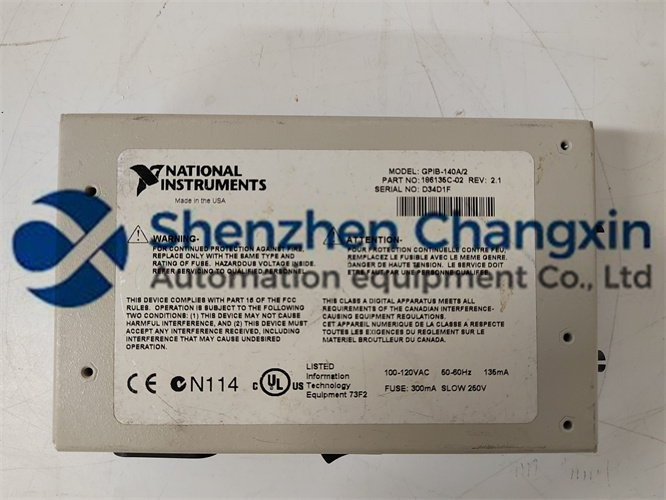 NATIONAL
INSTRUMENTS
Made in the USA
MODEL: GPIB-140A/2
PART NO: 196135C-02 REV: 2.1
SERIAL NO: D34D1F
Shenzhen Changxin
Automation equipment Co., Ltd
-WARNING-
FOR CONTINUED PROTECTION AGAINST FIRE,
REPLACE ONLY WITH THE SAME TYPE AND
RATING OF FUSE. HAZARDOUS VOLTAGE INSIDE.
REFER SERVICING TO QUALIFIED PERSONNEL.
-ATTENTION-
POUR PROTECTION CONTINUELLE CONTRE FEU,
REMPLACEZ LE FUSIBLE AVEC LE MEME GENRE.
DANGER DE HAUTE TENSION. LE SERVICE DOIT
ETRE FAIT PAR UNE PERSONNE QUALIFIEE.
THIS DEVICE COMPLIES WITH PART 15 OF THE FCC
RULES. OPERATION IS SUBJECT TO THE FOLLOWING
TWO CONDITIONS: (1) THIS DEVICE MAY NOT CAUSE
HARMFUL INTERFERENCE, AND (2) THIS DEVICE MUST
ACCEPT ANY INTERFERENCE RECEIVED, INCLUDING
INTERFERENCE THAT MAY CAUSE UNDESIRED
OPERATION.
THIS CLASS A DIGITAL APPARATUS MEETS ALL
REQUIREMENTS OF THE CANADIAN INTERFERENCE-
CAUSING EQUIPMENT REGULATIONS.
CET APPAREIL NUMERIQUE DE LA CLASSE A RESPECTE
TOUTES LES EXIGENCES DU REGLEMENT SUR LE
MATERIEL BROUILLEUR DU CANADA.
CE N114 C UL US
LISTED
Information
Technology
Equipment 73F2
100-120VAC 50-60Hz 135mA
FUSE: 300mA SLOW 250V